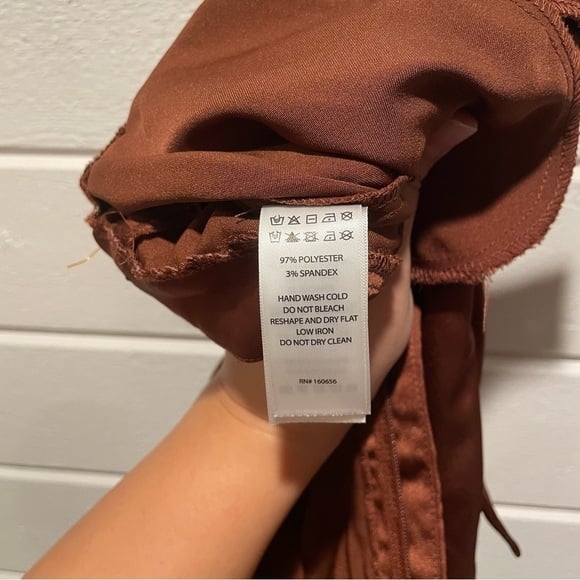 97% POLYESTER
3% SPANDEX
HAND WASH COLD
DO NOT BLEACH
RESHAPE AND DRY FLAT
LOW IRON
DO NOT DRY CLEAN
RN# 160656